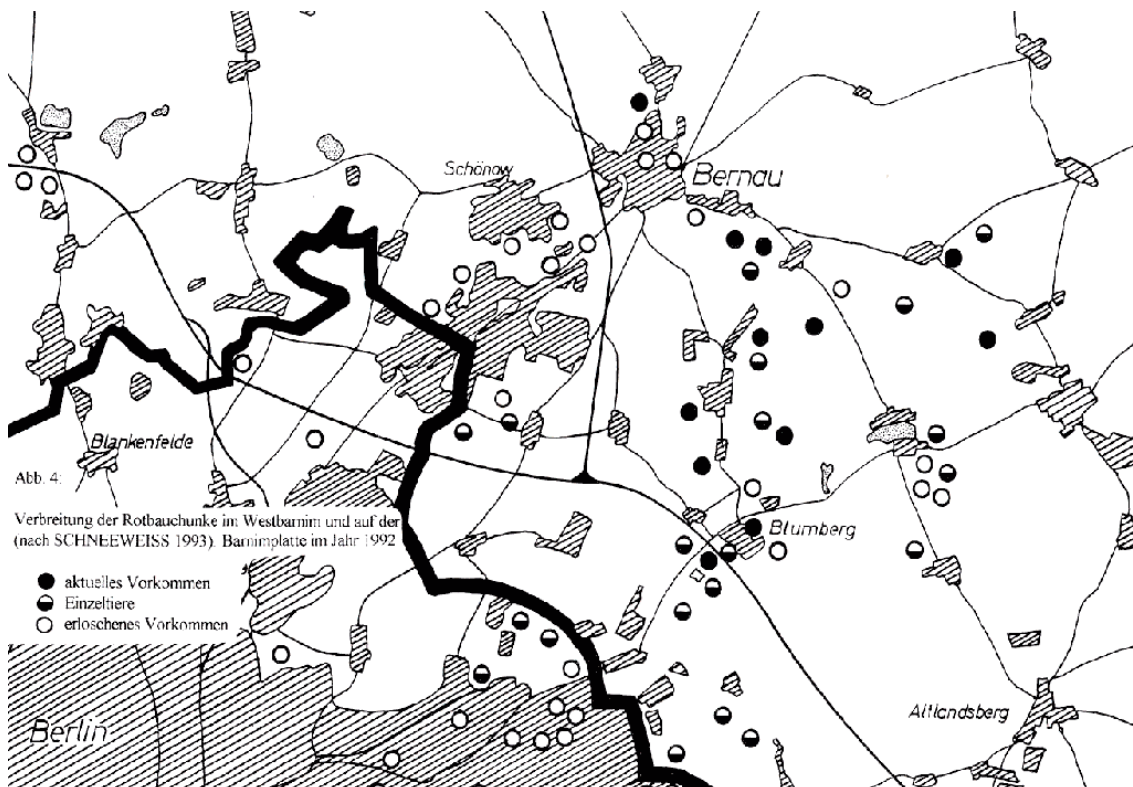 Schönow
Bernau
Blankenfelde
Abb. 4:
Verbreitung der Rotbauchunke im Westbarnim und auf der
(nach SCHNEEWEISS 1993). Barnimplatte im Jahr 1992
aktuelles Vorkommen
Einzeltiere
erloschenes Vorkommen
Blumberg
Altlandsberg
Berlin